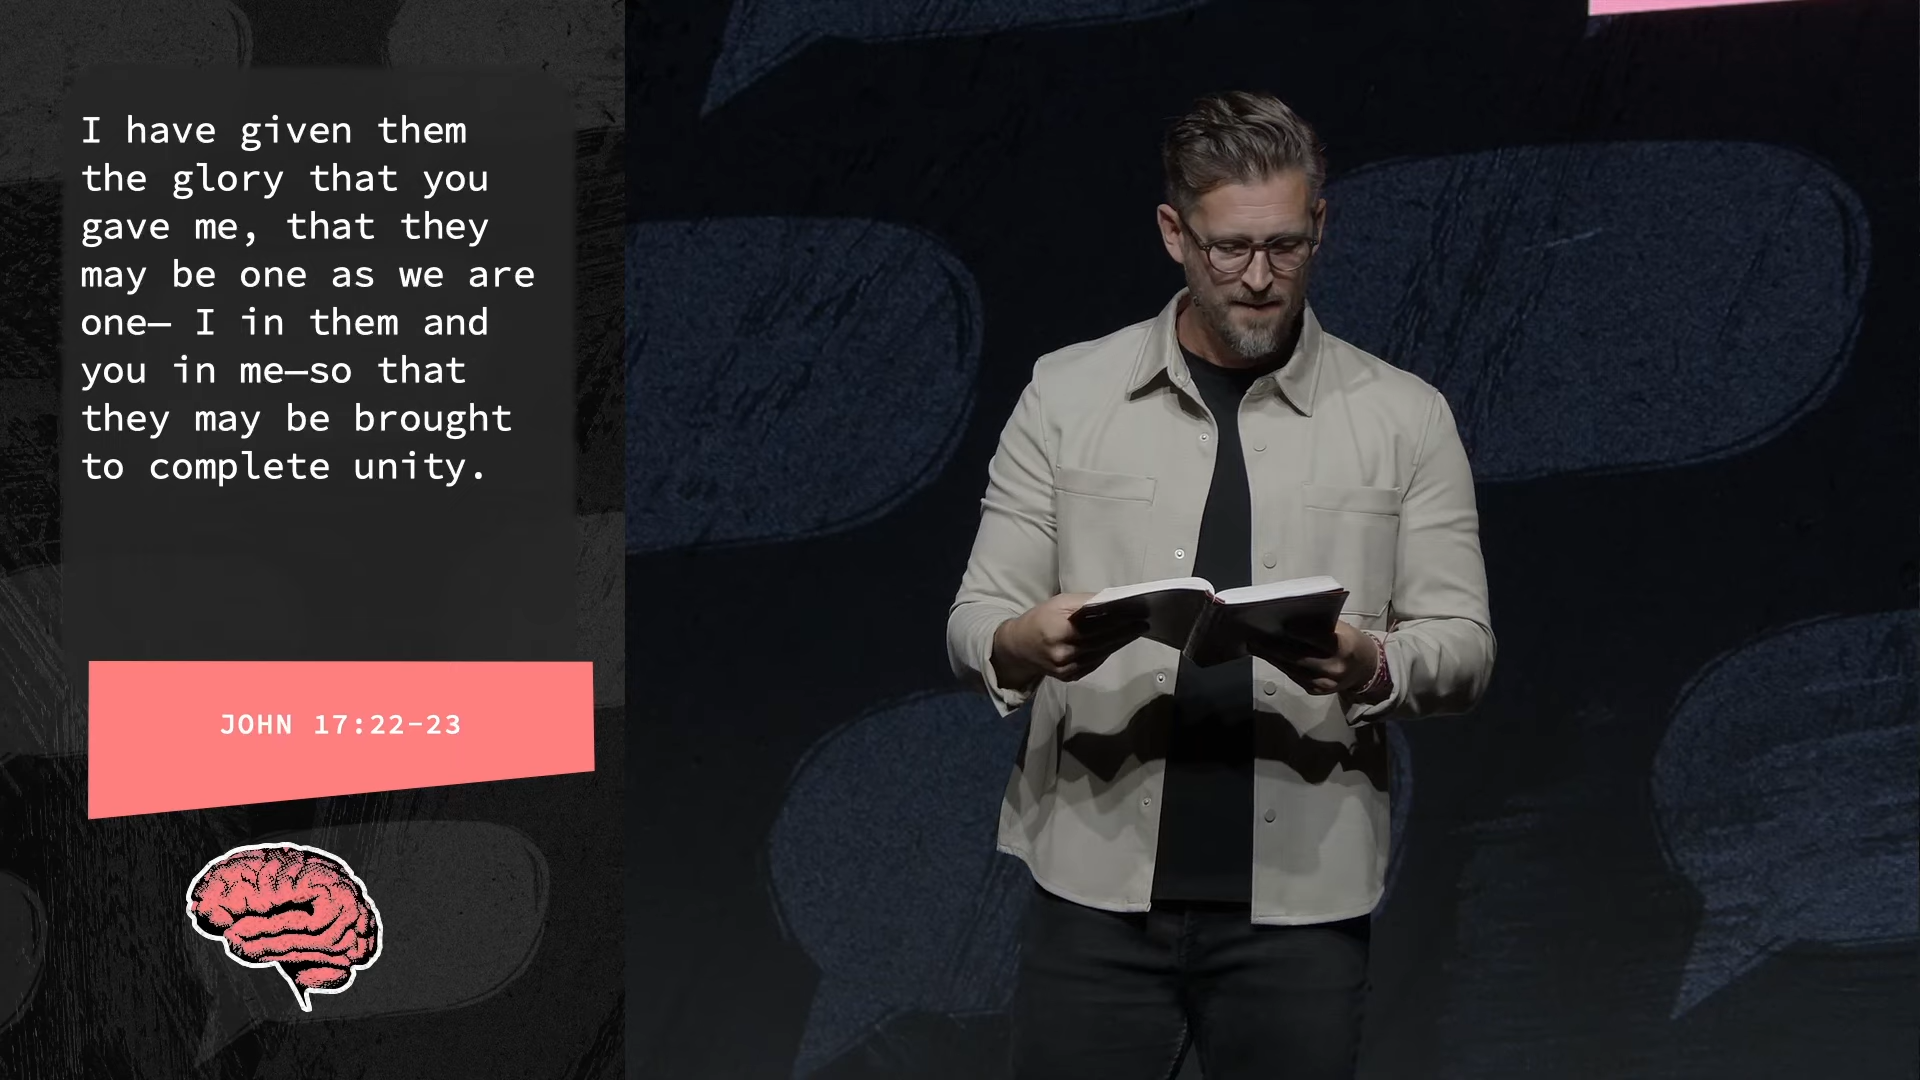 I have given them
the glory that you
gave me, that they
may be one as we are
one— I in them and
you in me—so that
they may be brought
to complete unity.
JOHN 17:22-23